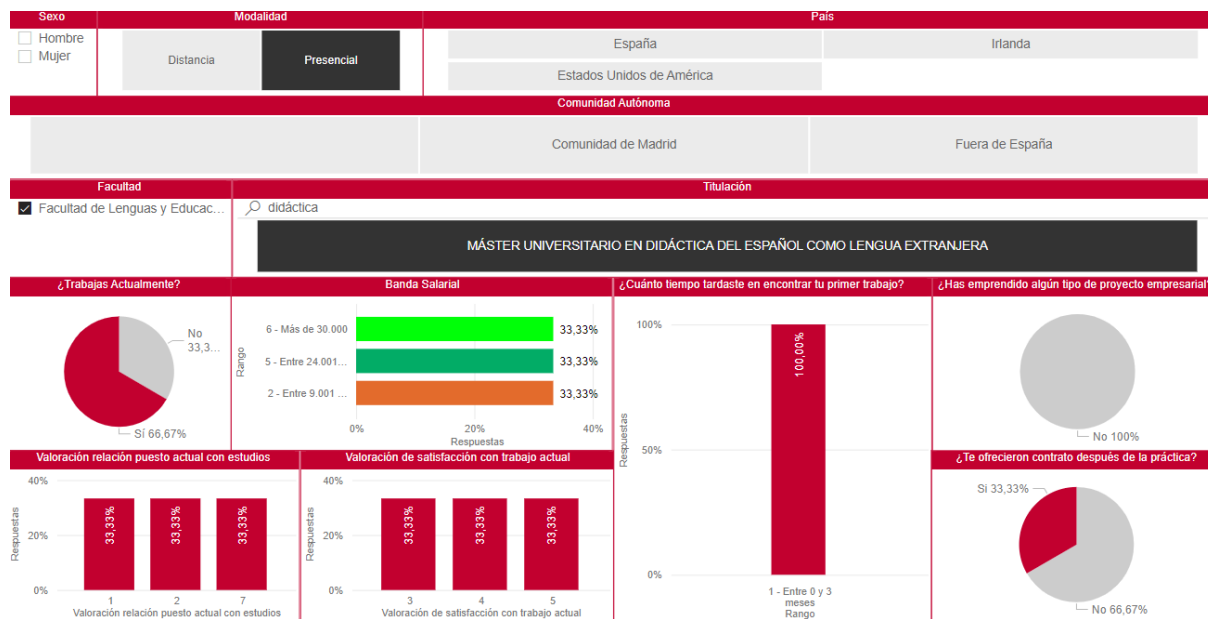 Sexo
Modalidad
País
Hombre
Mujer
Distancia
Presencial
España
Irlanda
Estados Unidos de América
Comunidad Autónoma
Comunidad de Madrid
Fuera de España
Facultad
Titulación
Facultad de Lenguas y Educac...
didáctica
MÁSTER UNIVERSITARIO EN DIDÁCTICA DEL ESPAÑOL COMO LENGUA EXTRANJERA
¿Trabajas Actualmente?
No
33,3...
Sí 66,67%
Banda Salarial
Rango
6 - Más de 30.000
33,33%
5 - Entre 24.001...
33,33%
2 - Entre 9.001 ...
33,33%
0%
20%
40%
Respuestas
¿Cuánto tiempo tardaste en encontrar tu primer trabajo?
Respuestas
100%
50%
0%
100,00%
1 - Entre 0 y 3
meses
Rango
¿Has emprendido algún tipo de proyecto empresarial?
No 100%
Valoración relación puesto actual con estudios
Respuestas
40%
20%
0%
33,33%
33,33%
33,33%
1
2
7
Valoración relación puesto actual con estudios
Valoración de satisfacción con trabajo actual
Respuestas
40%
20%
0%
33,33%
33,33%
33,33%
3
4
5
Valoración de satisfacción con trabajo actual
¿Te ofrecieron contrato después de la práctica?
Si 33,33%
No 66,67%